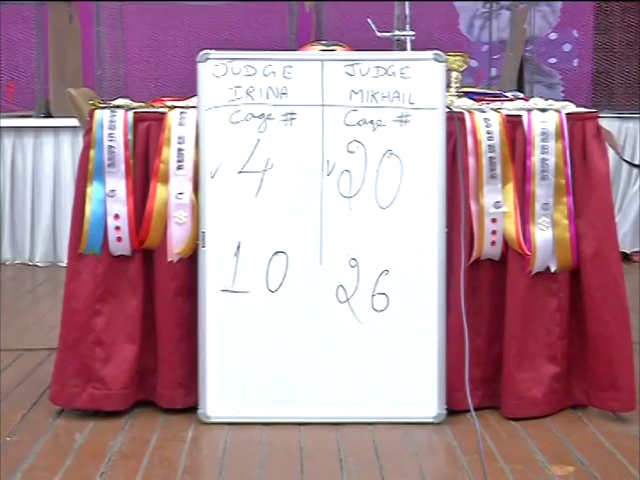 JUDGE IRINA
Cage #
✓ 4
10
JUDGE MIKHAIL
Cage #
✓ 20
26